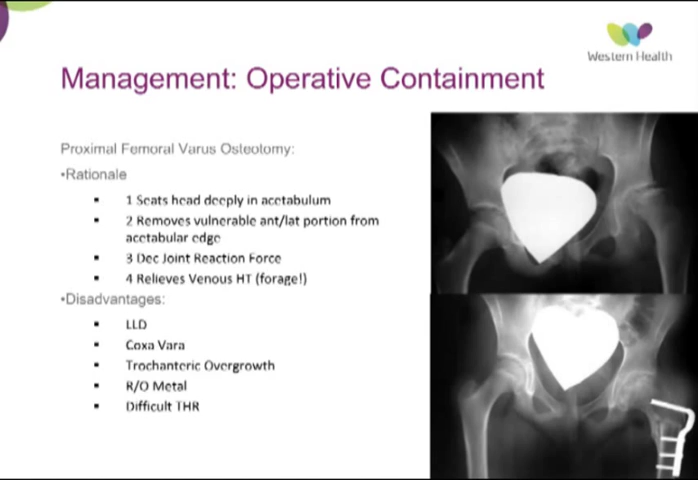 Western Health
Management: Operative Containment
Proximal Femoral Varus Osteotomy:
•Rationale
▪ 1 Seats head deeply in acetabulum
▪ 2 Removes vulnerable ant/lat portion from
acetabular edge
▪ 3 Dec Joint Reaction Force
▪ 4 Relieves Venous HT (forage!)
•Disadvantages:
▪ LLD
▪ Coxa Vara
▪ Trochanteric Overgrowth
▪ R/O Metal
▪ Difficult THR